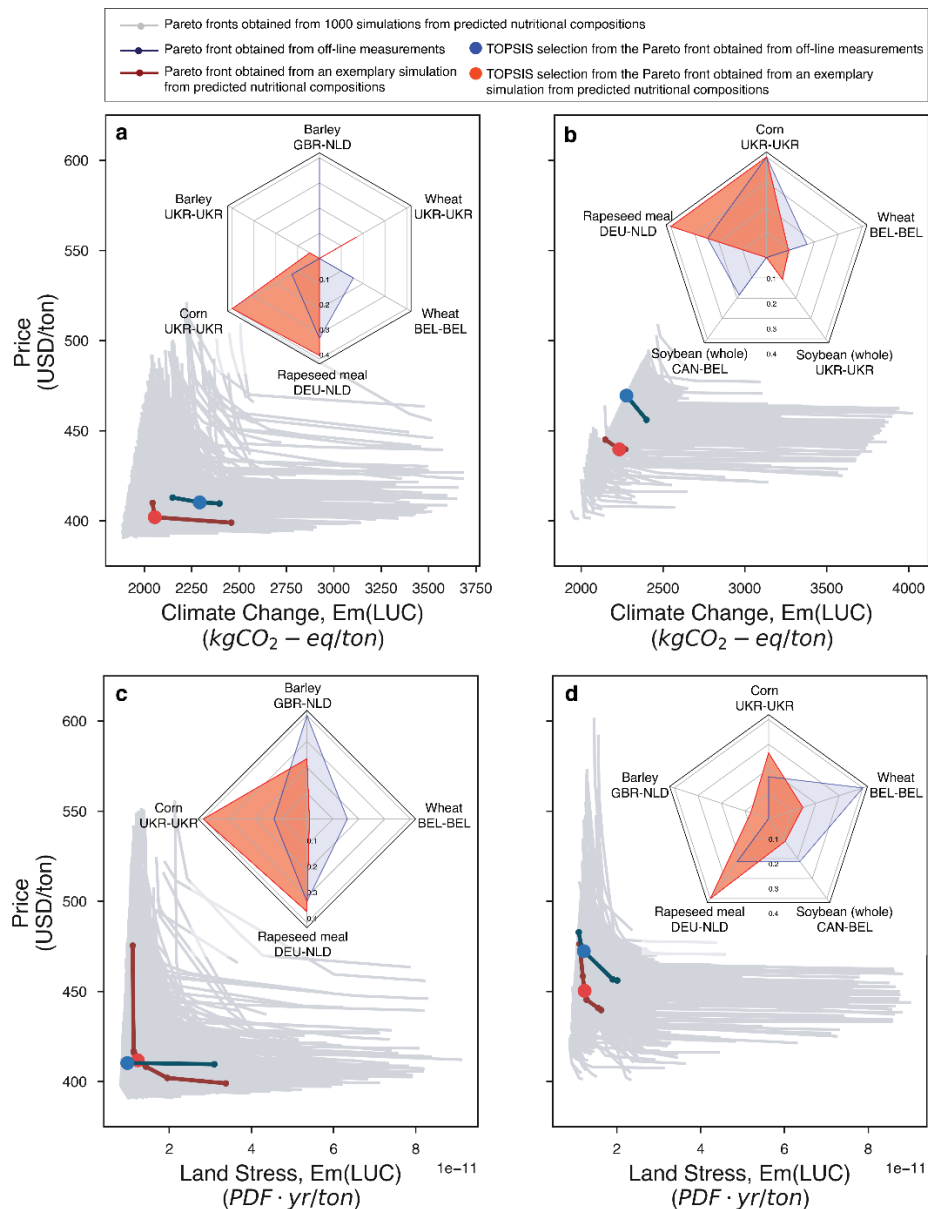 Pareto fronts obtained from 1000 simulations from predicted nutritional compositions
Pareto front obtained from off-line measurements
TOPSIS selection from the Pareto front obtained from off-line measurements
Pareto front obtained from an exemplary simulation
from predicted nutritional compositions
TOPSIS selection from the Pareto front obtained from an exemplary
simulation from predicted nutritional compositions
a
Barley
GBR-NLD
Barley
UKR-UKR
Wheat
UKR-UKR
Corn
UKR-UKR
Wheat
BEL-BEL
Rapeseed meal
DEU-NLD
0.1
0.2
0.3
0.4
600
550
500
450
400
Price
(USD/ton)
2000 2250 2500 2750 3000 3250 3500 3750
Climate Change, Em(LUC)
(kgCO₂ − eq/ton)
b
Corn
UKR-UKR
Rapeseed meal
DEU-NLD
Wheat
BEL-BEL
Soybean (whole)
CAN-BEL
Soybean (whole)
UKR-UKR
0.1
0.2
0.3
0.4
2000 2500 3000 3500 4000
Climate Change, Em(LUC)
(kgCO₂ − eq/ton)
c
Barley
GBR-NLD
Corn
UKR-UKR
Wheat
BEL-BEL
Rapeseed meal
DEU-NLD
0.1
0.2
0.3
0.4
600
550
500
450
400
Price
(USD/ton)
2 4 6 8
1e−11
Land Stress, Em(LUC)
(PDF · yr/ton)
d
Corn
UKR-UKR
Barley
GBR-NLD
Wheat
BEL-BEL
Rapeseed meal
DEU-NLD
Soybean (whole)
CAN-BEL
0.1
0.2
0.3
0.4
2 4 6 8
1e−11
Land Stress, Em(LUC)
(PDF · yr/ton)